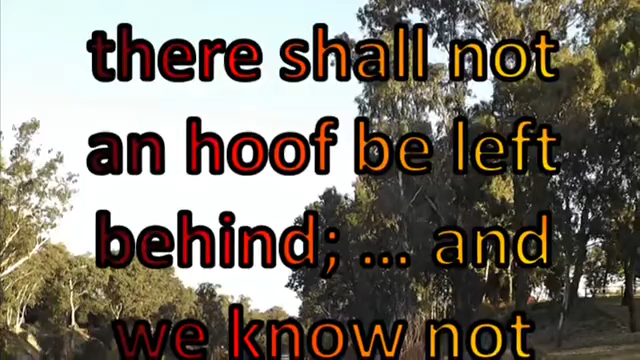 there shall not
an hoof be left
behind; ... and
we know not